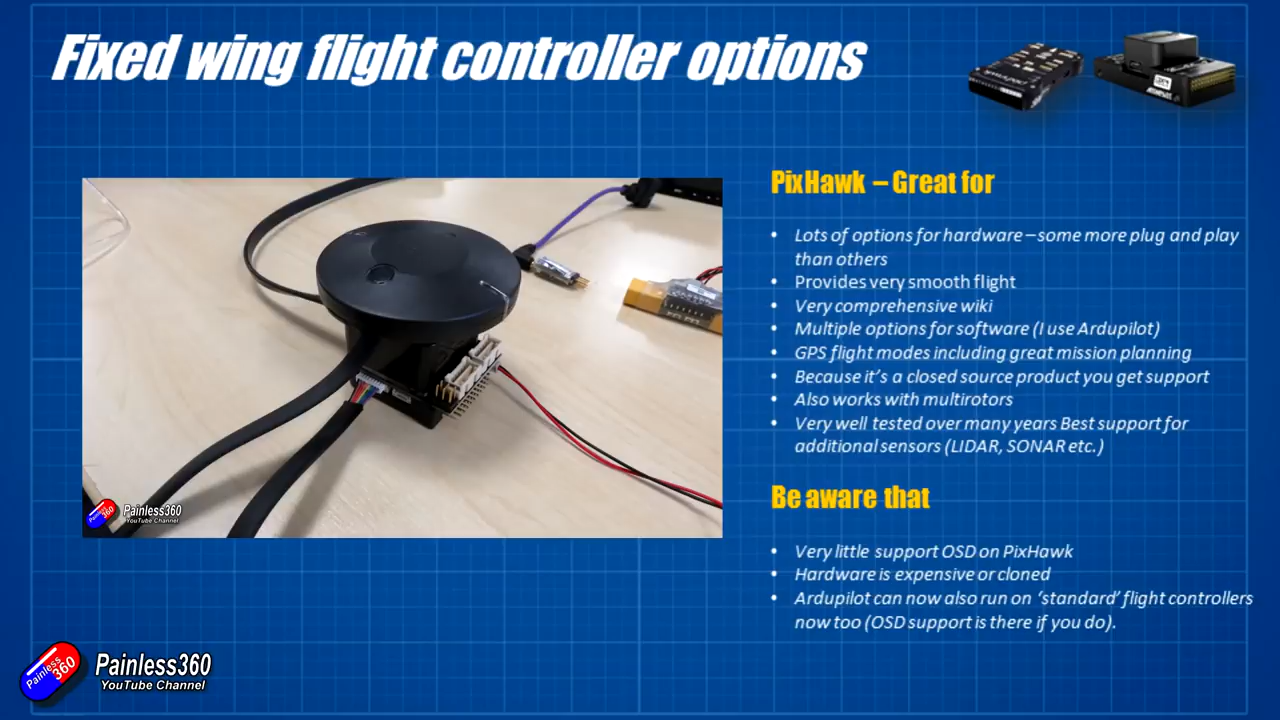 Fixed wing flight controller options
PixHawk – Great for
• Lots of options for hardware – some more plug and play
than others
• Provides very smooth flight
• Very comprehensive wiki
• Multiple options for software (I use Ardupilot)
• GPS flight modes including great mission planning
• Because it's a closed source product you get support
• Also works with multirotors
• Very well tested over many years Best support for
additional sensors (LIDAR, SONAR etc.)
Be aware that
• Very little support OSD on PixHawk
• Hardware is expensive or cloned
• Ardupilot can now also run on 'standard' flight controllers
now too (OSD support is there if you do).
Painless360
YouTube Channel
Painless
360
Painless360
YouTube Channel